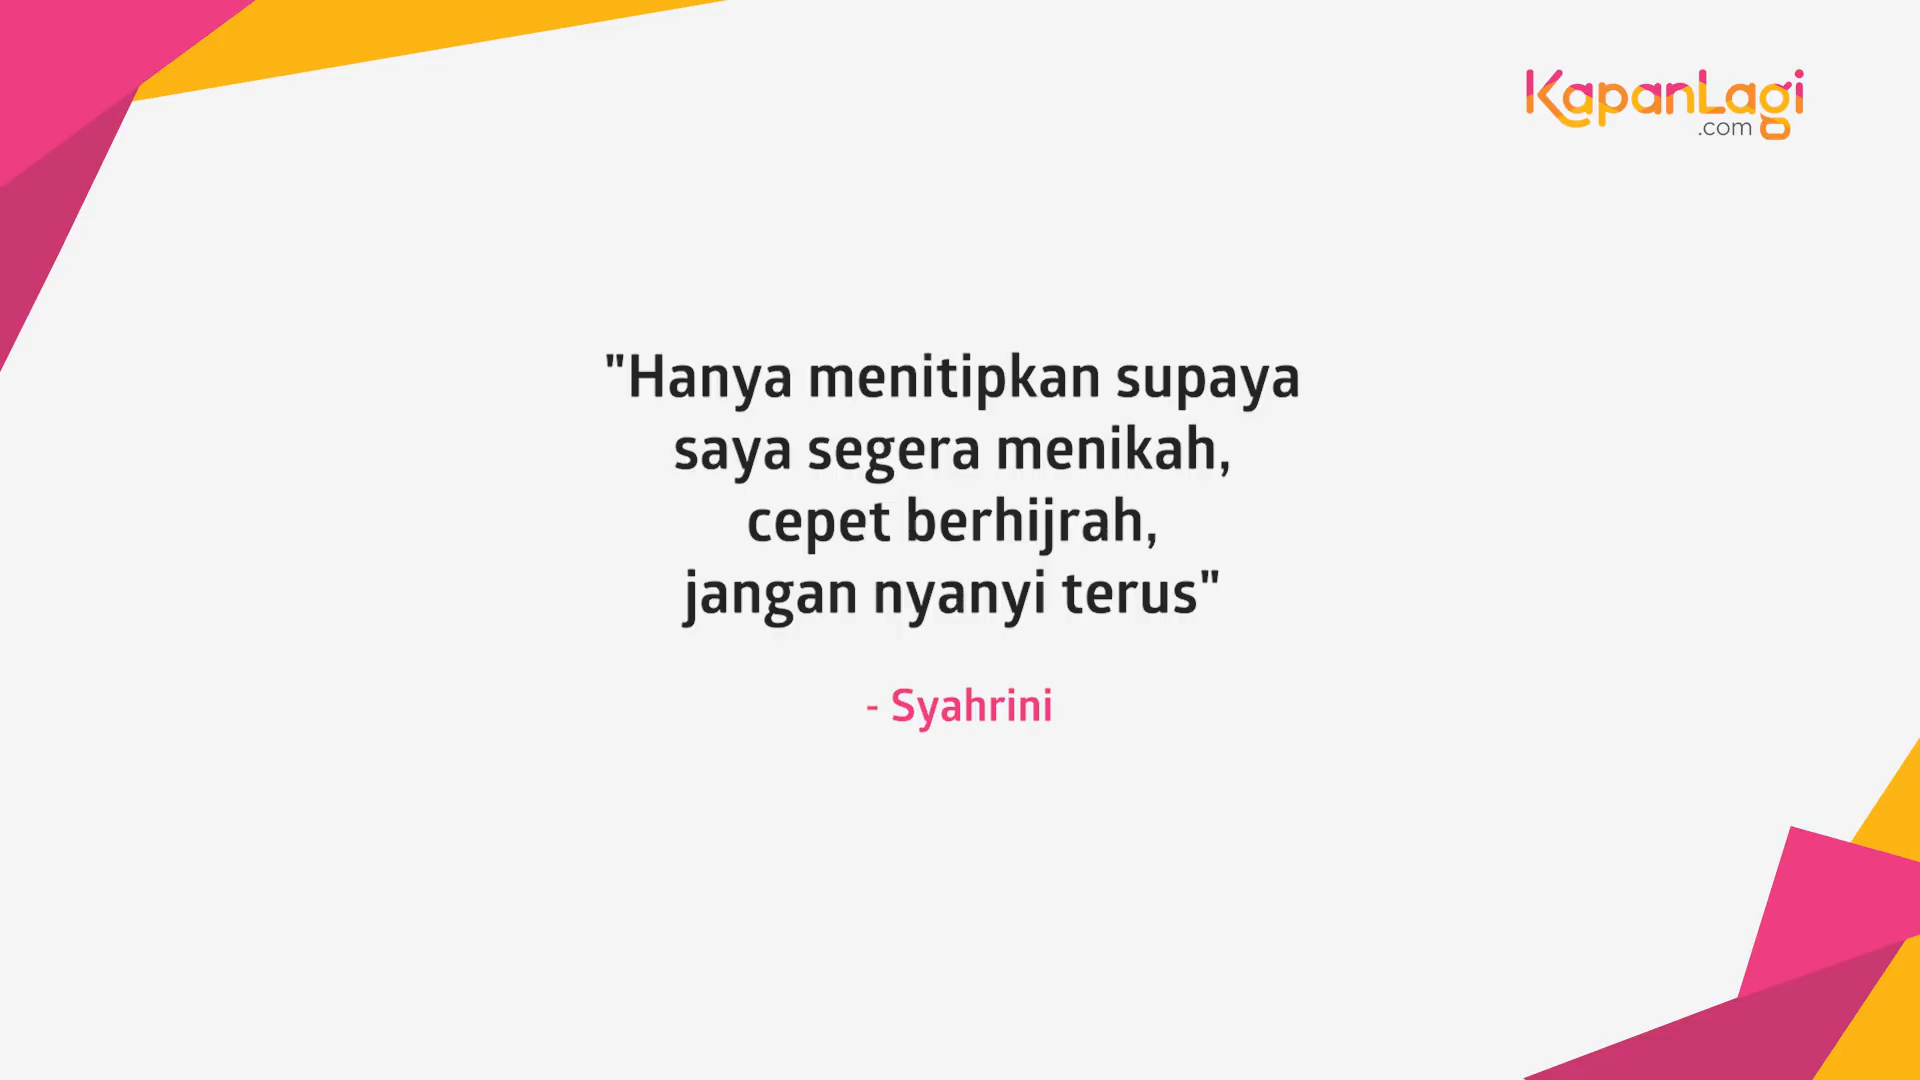 KapanLagi
.com
"Hanya menitipkan supaya
saya segera menikah,
cepet berhijrah,
jangan nyanyi terus"
- Syahrini